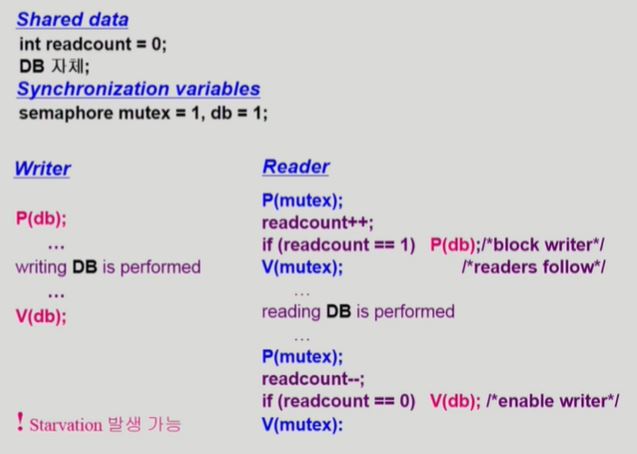 Shared data
int readcount = 0;
DB 자체;
Synchronization variables
semaphore mutex = 1, db = 1;
Writer
P(db);
...
writing DB is performed
...
V(db);
! Starvation 발생 가능
Reader
P(mutex);
readcount++;
if (readcount == 1) P(db);/*block writer*/
V(mutex); /*readers follow*/
...
reading DB is performed
...
P(mutex);
readcount--;
if (readcount == 0) V(db); /*enable writer*/
V(mutex):